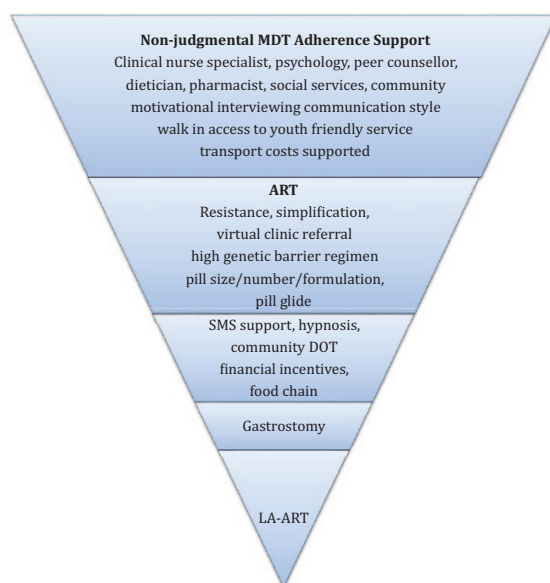 Non-judgmental MDT Adherence Support
Clinical nurse specialist, psychology, peer counsellor,
dietician, pharmacist, social services, community
motivational interviewing communication style
walk in access to youth friendly service
transport costs supported
ART
Resistance, simplification,
virtual clinic referral
high genetic barrier regimen
pill size/number/formulation,
pill glide
SMS support, hypnosis,
community DOT
financial incentives,
food chain
Gastrostomy
LA-ART